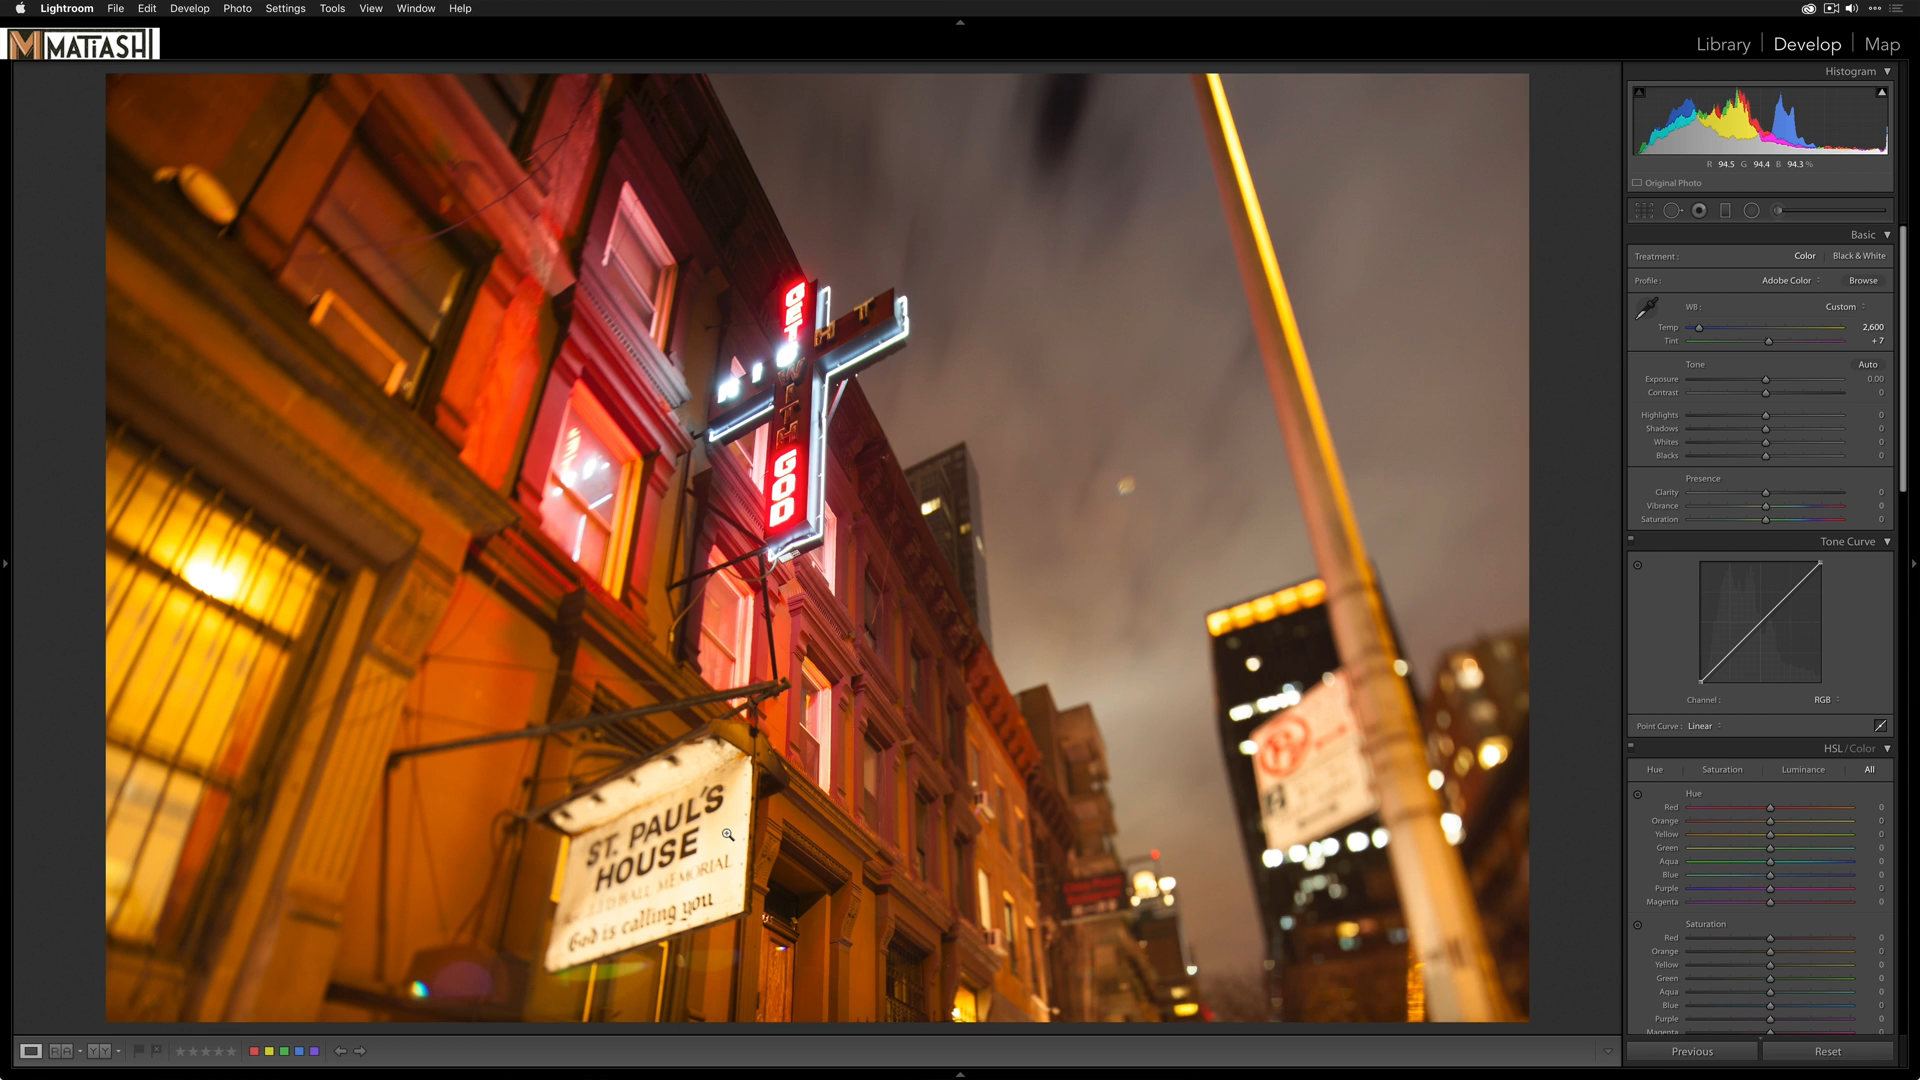 Lightroom File Edit Develop Photo Settings Tools View Window Help
MATiASH
Library | Develop | Map
Histogram
R 94.5 G 94.4 B 94.3 %
Original Photo
Basic
Treatment : Color Black & White
Profile : Adobe Color Browse
WB : Custom
Temp 2,600
Tint + 7
Tone Auto
Exposure 0.00
Contrast 0
Highlights 0
Shadows 0
Whites 0
Blacks 0
Presence
Clarity 0
Vibrance 0
Saturation 0
Tone Curve
Channel : RGB
Point Curve : Linear
HSL / Color
Hue Saturation Luminance All
Hue
Red 0
Orange 0
Yellow 0
Green 0
Aqua 0
Blue 0
Purple 0
Magenta 0
Saturation
Red 0
Orange 0
Yellow 0
Green 0
Aqua 0
Blue 0
Purple 0
Magenta 0
Previous Reset
GET
WITH
GOD
ST. PAUL'S
HOUSE
MEMORIAL
God is calling you